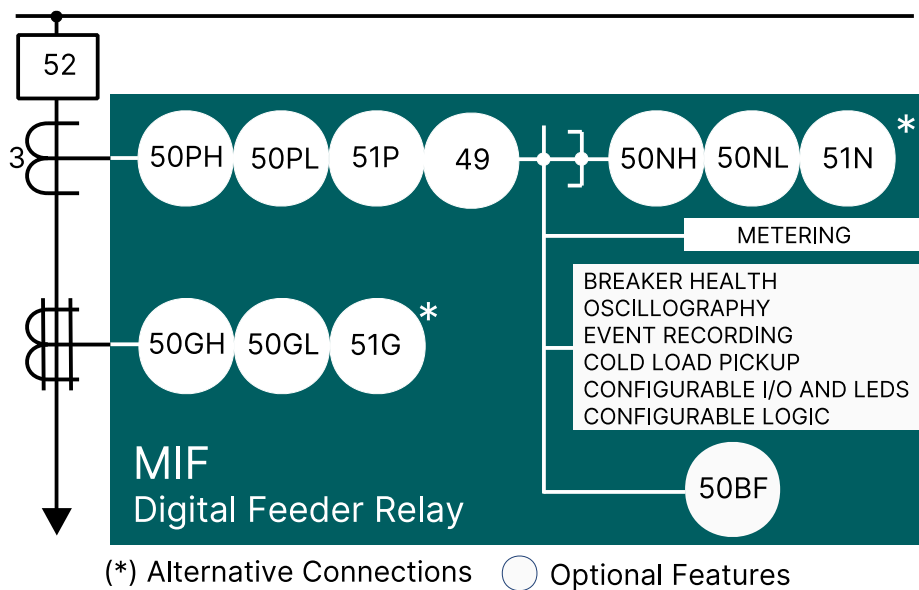 52
3
50PH
50PL
51P
49
50NH
50NL
51N
*
METERING
BREAKER HEALTH
OSCILLOGRAPHY
EVENT RECORDING
COLD LOAD PICKUP
CONFIGURABLE I/O AND LEDS
CONFIGURABLE LOGIC
50GH
50GL
51G
*
50BF
MIF
Digital Feeder Relay
(*) Alternative Connections
Optional Features